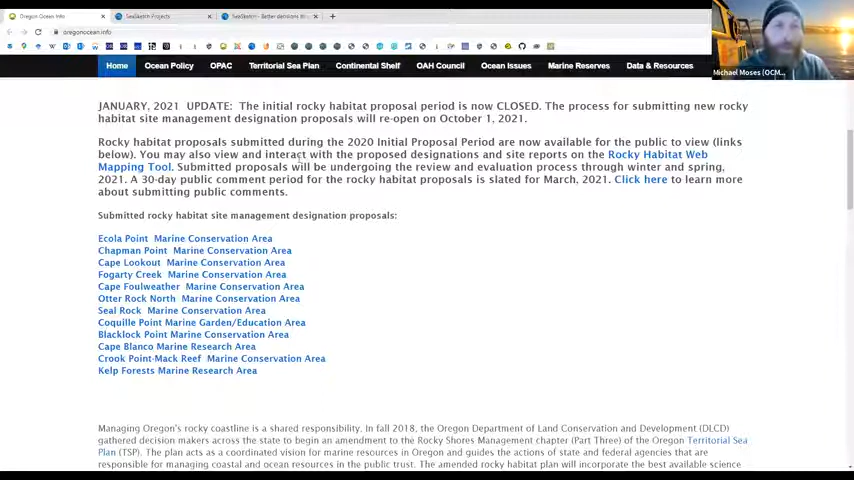 Oregon Ocean Info
SeaSketch Projects
SeaSketch - Better decisions thr
oregonocean.info
Michael Moses (OCM...
Home
Ocean Policy
OPAC
Territorial Sea Plan
Continental Shelf
OAH Council
Ocean Issues
Marine Reserves
Data & Resources
JANUARY, 2021 UPDATE: The initial rocky habitat proposal period is now CLOSED. The process for submitting new rocky
habitat site management designation proposals will re-open on October 1, 2021.
Rocky habitat proposals submitted during the 2020 Initial Proposal Period are now available for the public to view (links
below). You may also view and interact with the proposed designations and site reports on the Rocky Habitat Web
Mapping Tool. Submitted proposals will be undergoing the review and evaluation process through winter and spring,
2021. A 30-day public comment period for the rocky habitat proposals is slated for March, 2021. Click here to learn more
about submitting public comments.
Submitted rocky habitat site management designation proposals:
Ecola Point Marine Conservation Area
Chapman Point Marine Conservation Area
Cape Lookout Marine Conservation Area
Fogarty Creek Marine Conservation Area
Cape Foulweather Marine Conservation Area
Otter Rock North Marine Conservation Area
Seal Rock Marine Conservation Area
Coquille Point Marine Garden/Education Area
Blacklock Point Marine Conservation Area
Cape Blanco Marine Research Area
Crook Point-Mack Reef Marine Conservation Area
Kelp Forests Marine Research Area
Managing Oregon's rocky coastline is a shared responsibility. In fall 2018, the Oregon Department of Land Conservation and Development (DLCD)
gathered decision makers across the state to begin an amendment to the Rocky Shores Management chapter (Part Three) of the Oregon Territorial Sea
Plan (TSP). The plan acts as a coordinated vision for marine resources in Oregon and guides the actions of state and federal agencies that are
responsible for managing coastal and ocean resources in the public trust. The amended rocky habitat plan will incorporate the best available science